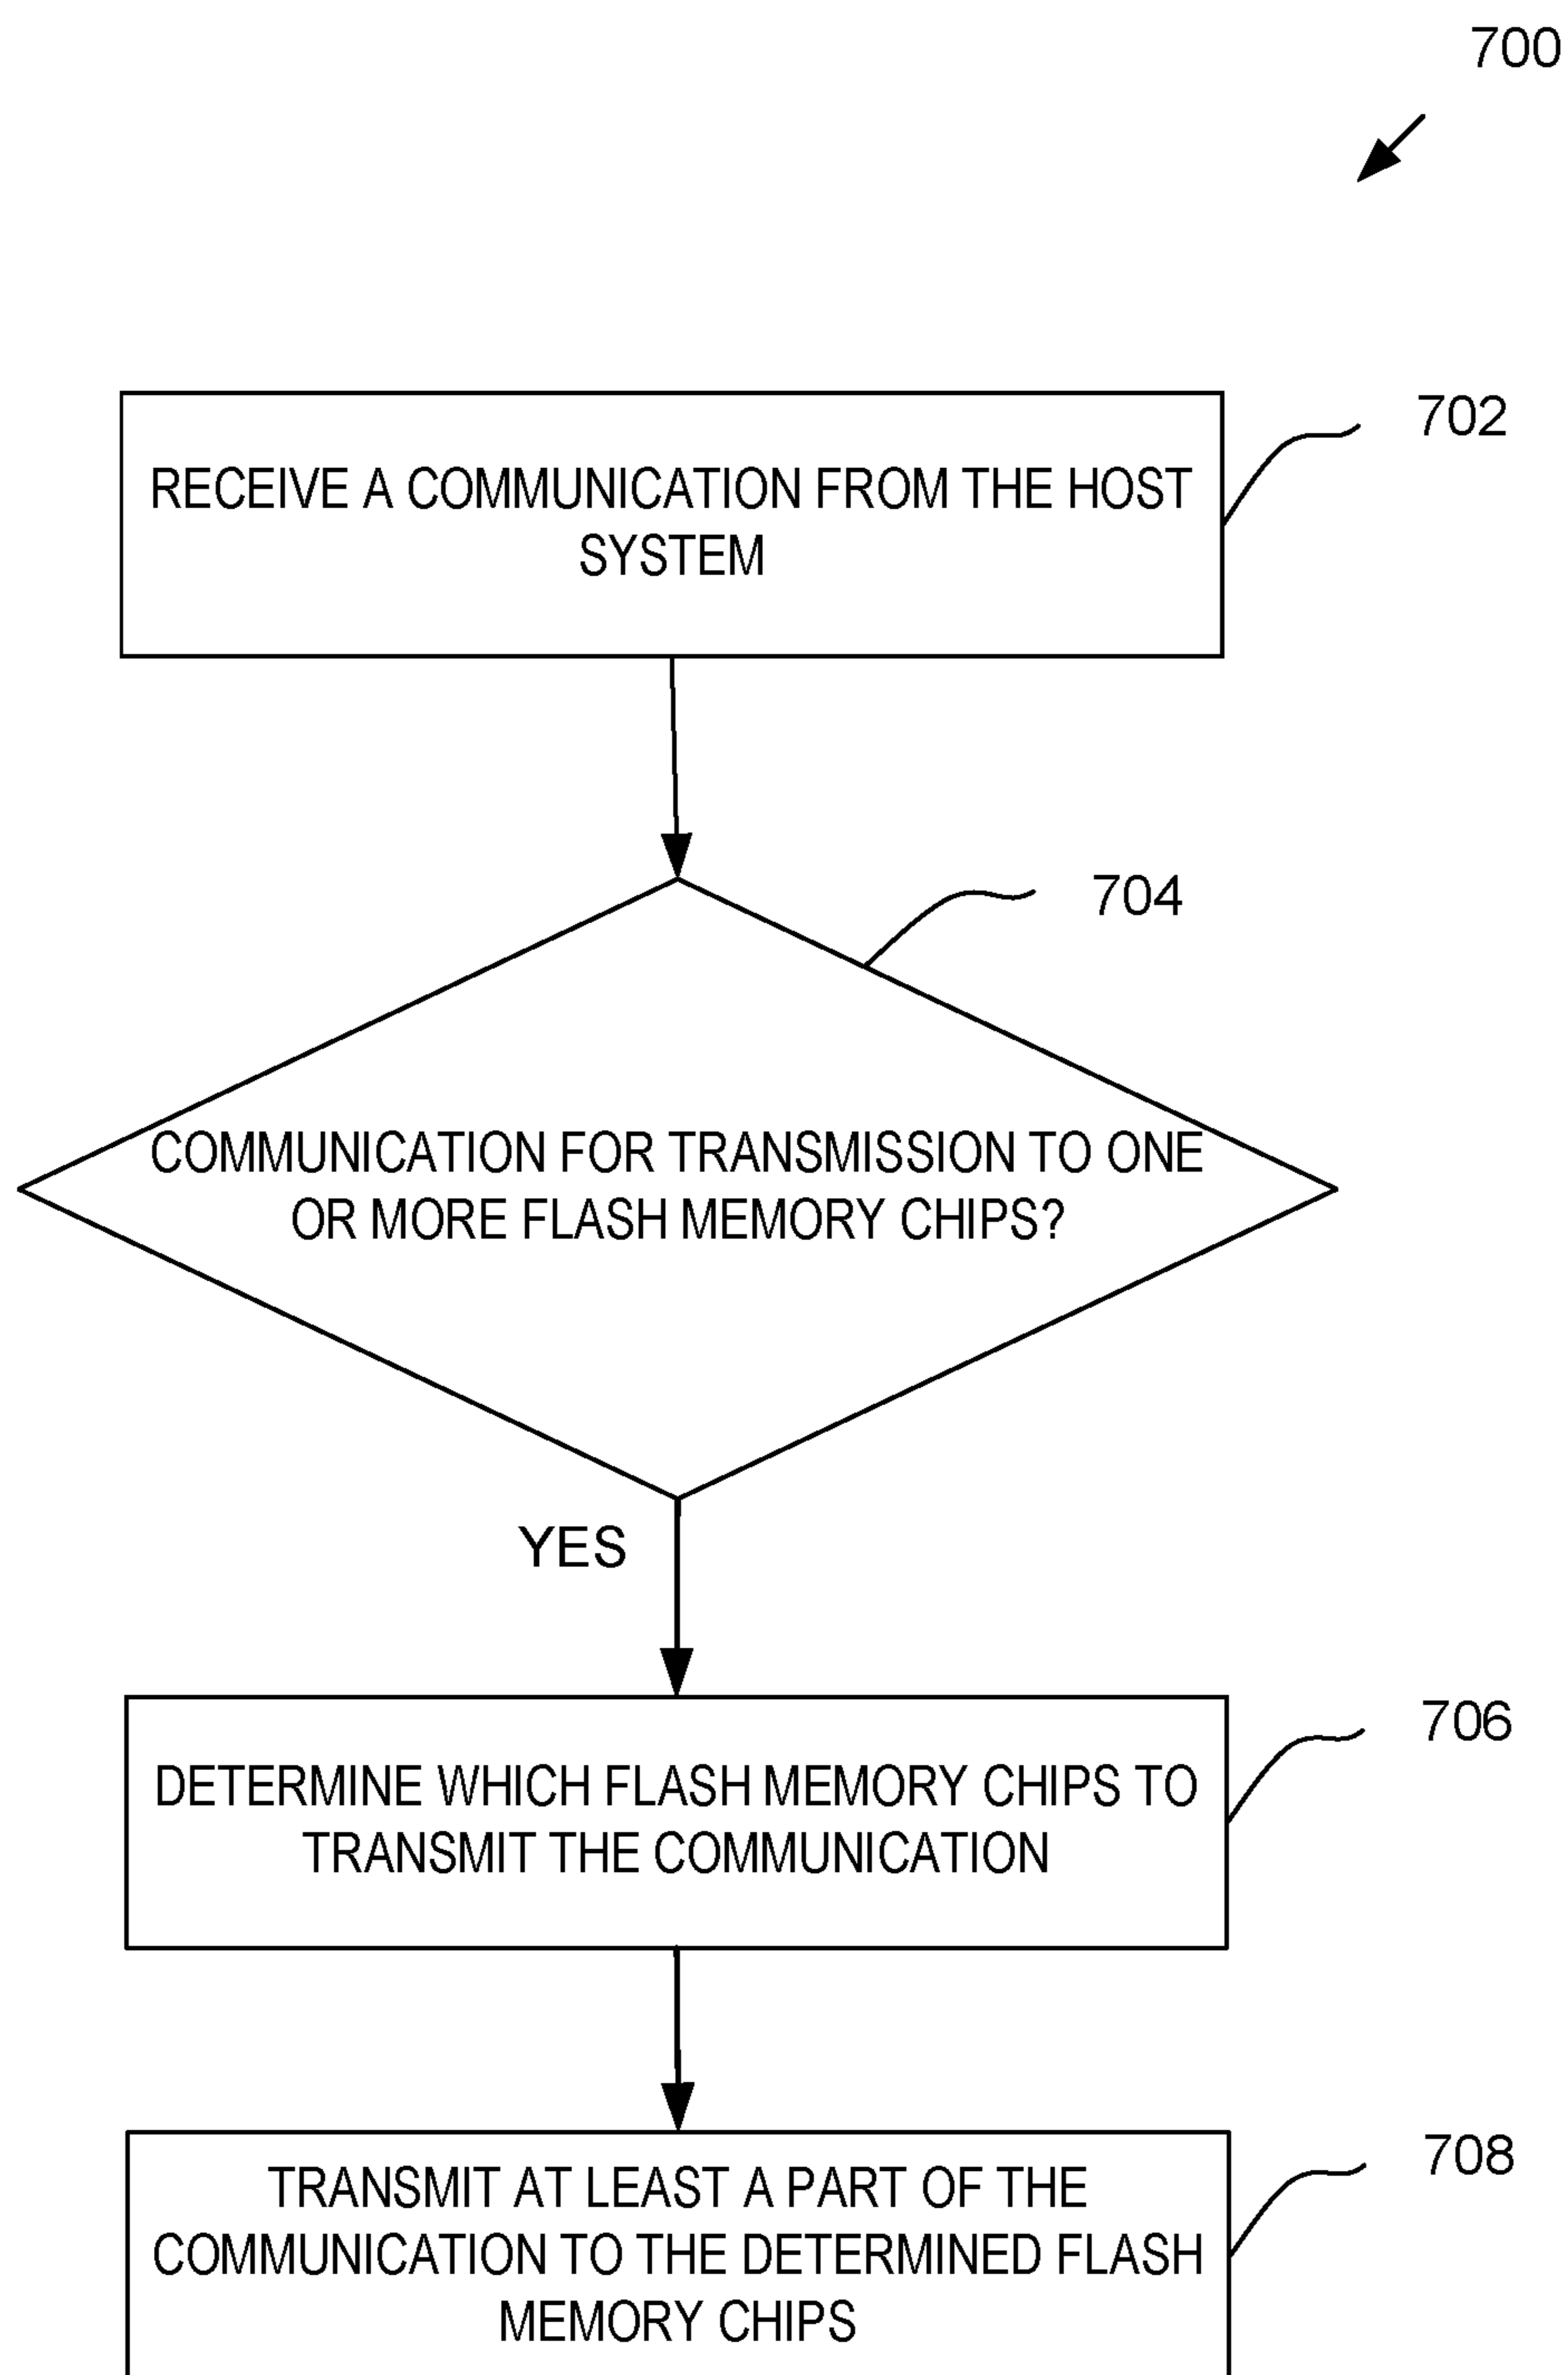 700
702
RECEIVE A COMMUNICATION FROM THE HOST
SYSTEM
704
COMMUNICATION FOR TRANSMISSION TO ONE
OR MORE FLASH MEMORY CHIPS?
YES
706
DETERMINE WHICH FLASH MEMORY CHIPS TO
TRANSMIT THE COMMUNICATION
708
TRANSMIT AT LEAST A PART OF THE
COMMUNICATION TO THE DETERMINED FLASH
MEMORY CHIPS